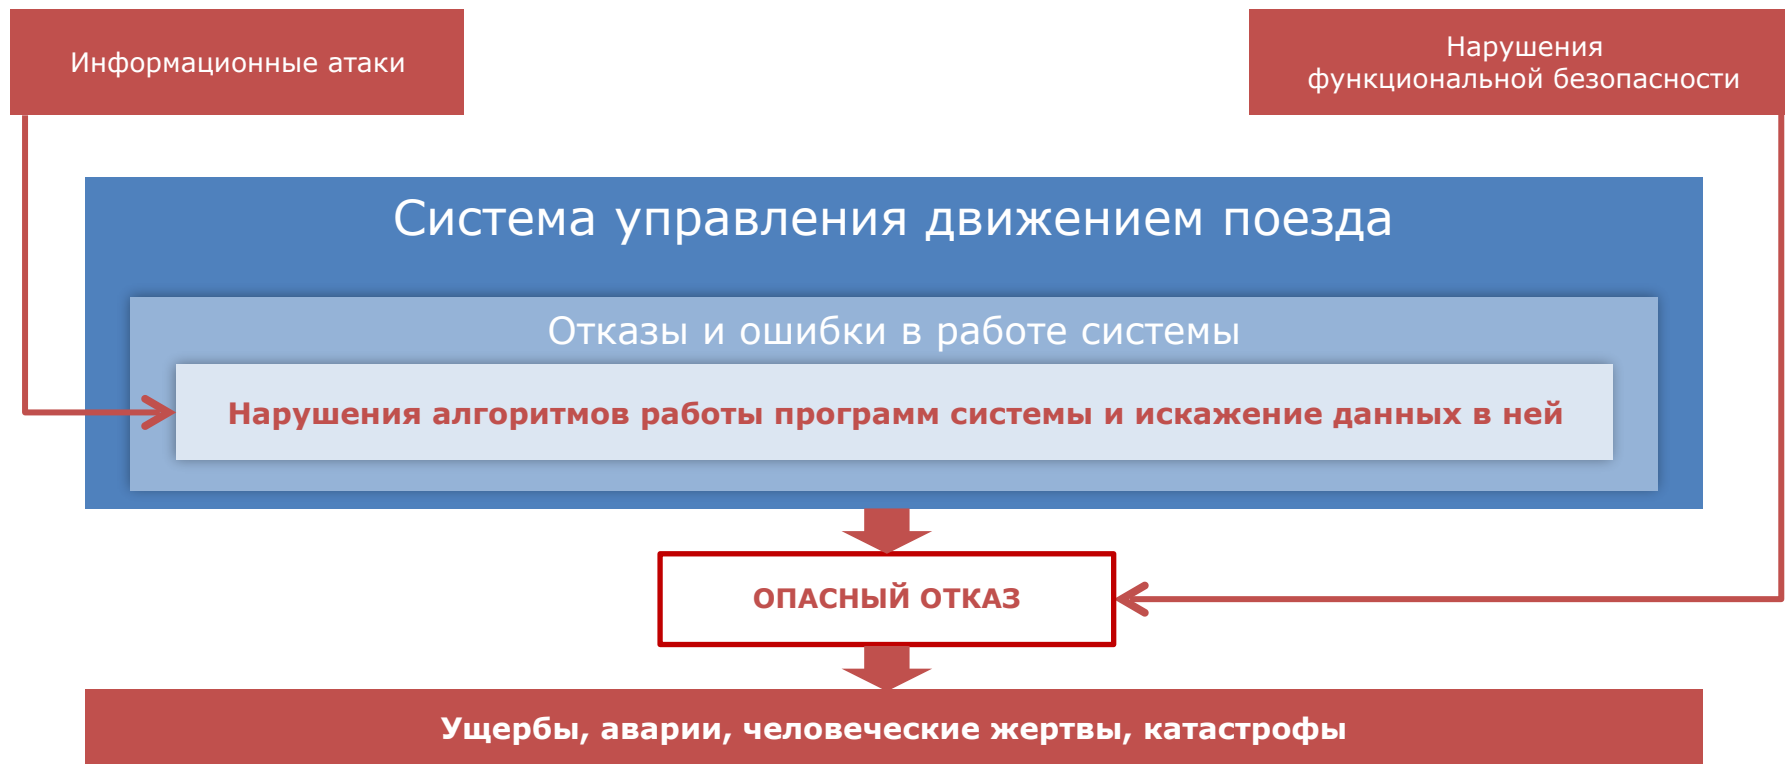 Информационные атаки
Нарушения
функциональной безопасности
Система управления движением поезда
Отказы и ошибки в работе системы
Нарушения алгоритмов работы программ системы и искажение данных в ней
ОПАСНЫЙ ОТКАЗ
Ущербы, аварии, человеческие жертвы, катастрофы